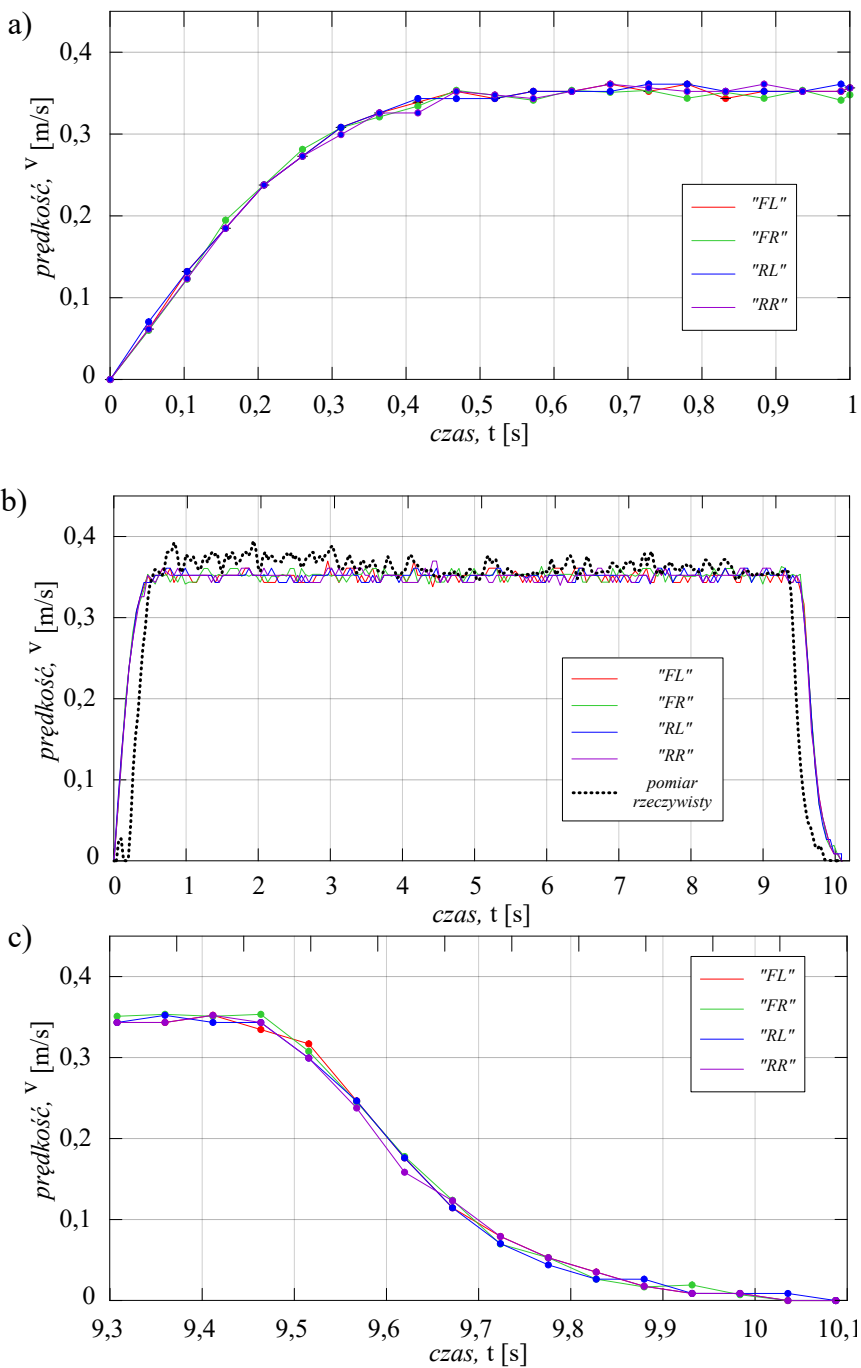 a)
0,4
0,3
0,2
0,1
0
prędkość, v [m/s]
"FL"
"FR"
"RL"
"RR"
0 0,1 0,2 0,3 0,4 0,5 0,6 0,7 0,8 0,9 1
czas, t [s]
b)
0,4
0,3
0,2
0,1
0
prędkość, v [m/s]
"FL"
"FR"
"RL"
"RR"
pomiar
rzeczywisty
0 1 2 3 4 5 6 7 8 9 10
czas, t [s]
c)
0,4
0,3
0,2
0,1
0
prędkość, v [m/s]
"FL"
"FR"
"RL"
"RR"
9,3 9,4 9,5 9,6 9,7 9,8 9,9 10,0 10,1
czas, t [s]